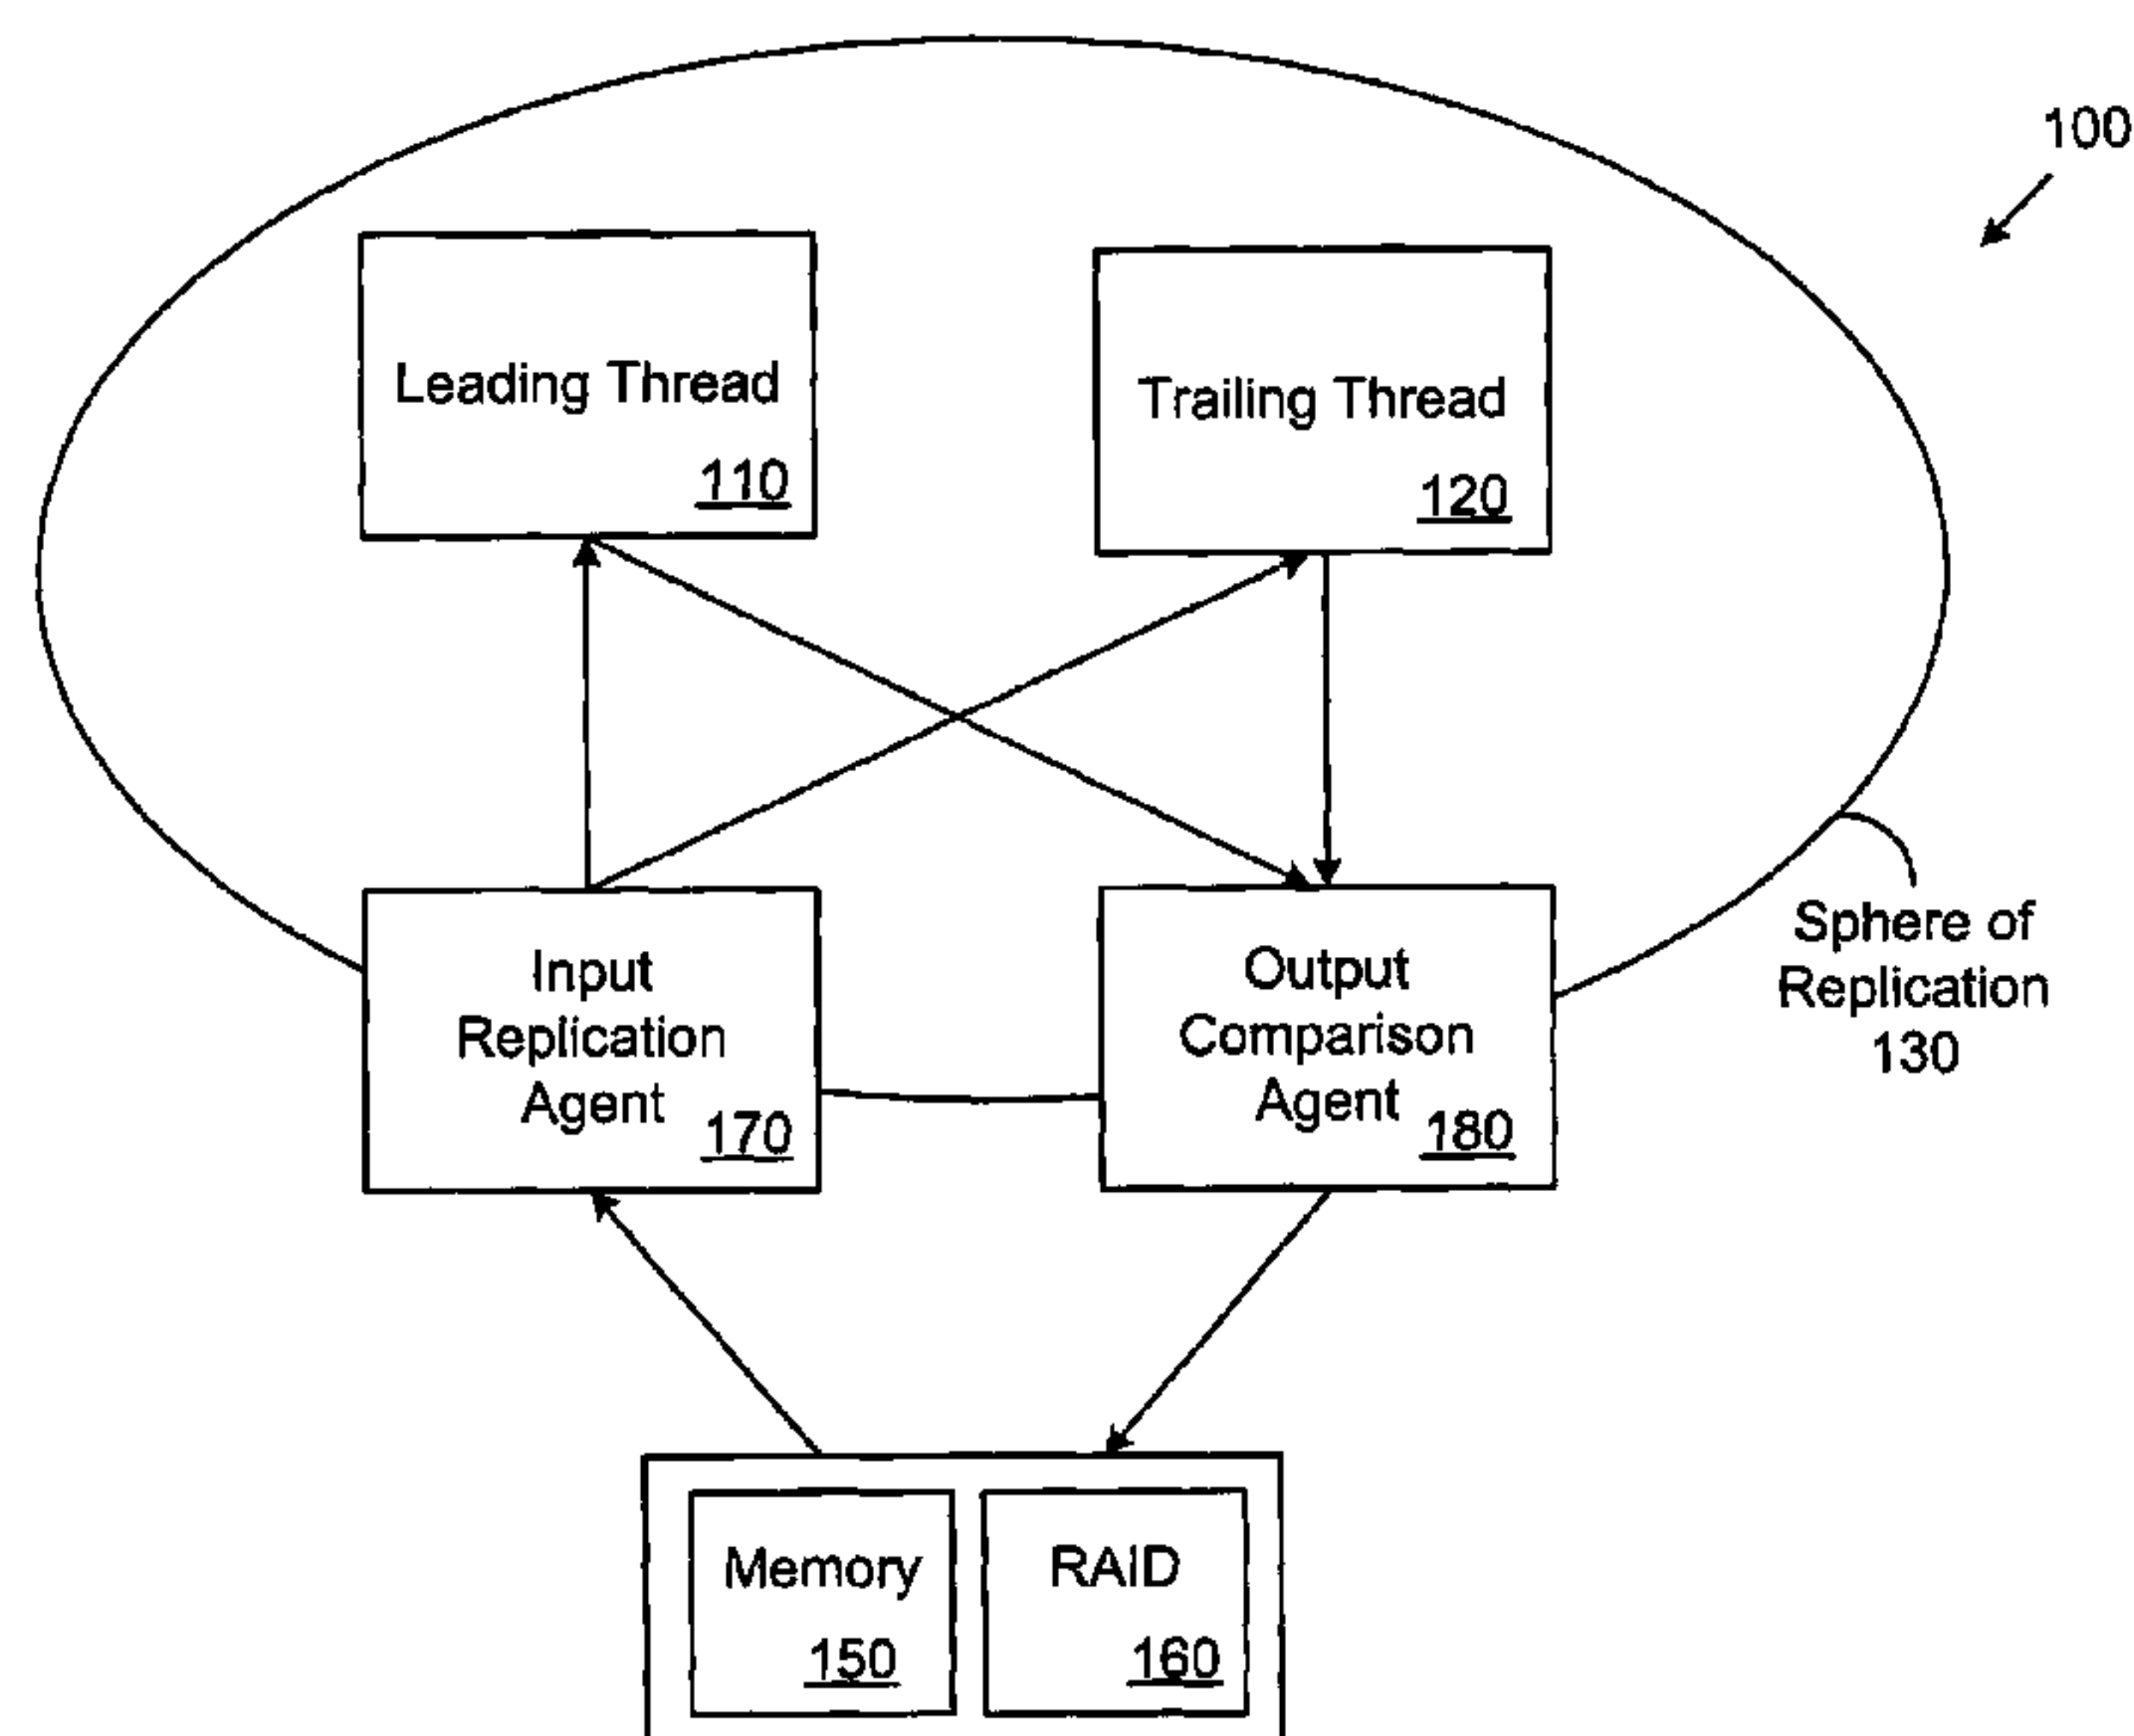 100
Leading Thread
110
Trailing Thread
120
Input
Replication
Agent
170
Output
Comparison
Agent
180
Sphere of
Replication
130
Memory
150
RAID
160